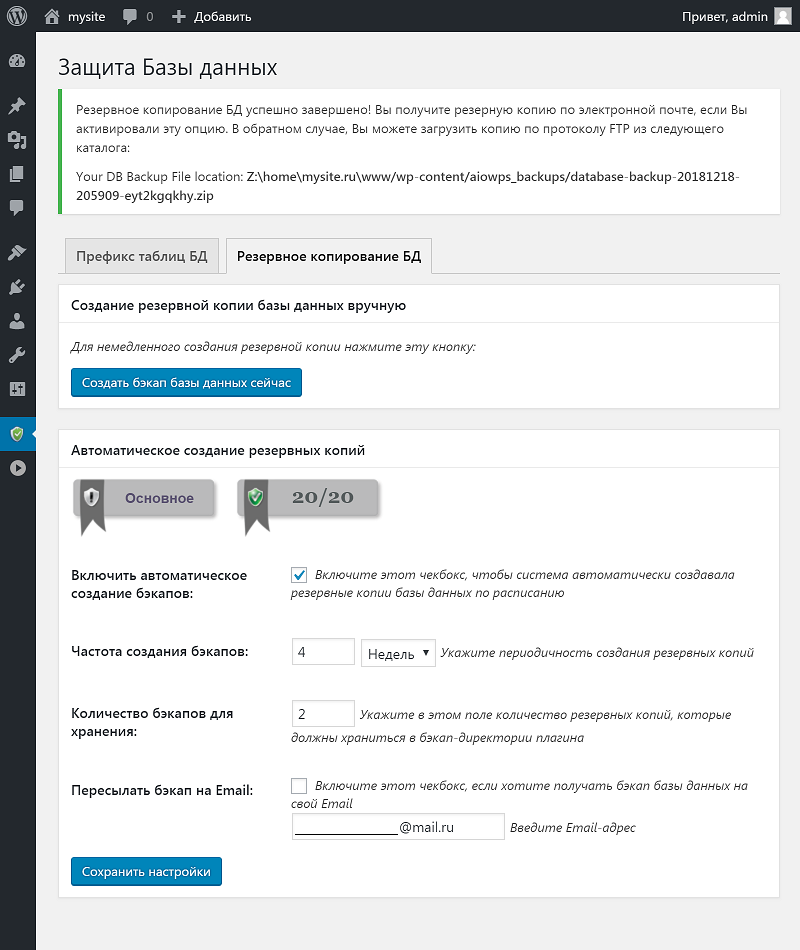 mysite 0 Добавить Привет, admin
Защита Базы данных
Резервное копирование БД успешно завершено! Вы получите резерную копию по электронной почте, если Вы
активировали эту опцию. В обратном случае, Вы можете загрузить копию по протоколу FTP из следующего
каталога:
Your DB Backup File location: Z:\home\mysite.ru\www/wp-content/aiowps_backups/database-backup-20181218-
205909-eyt2kgqkhy.zip
Префикс таблиц БД Резервное копирование БД
Создание резервной копии базы данных вручную
Для немедленного создания резервной копии нажмите эту кнопку:
Создать бэкап базы данных сейчас
Автоматическое создание резервных копий
Основное 20/20
Включить автоматическое
создание бэкапов:
Включите этот чекбокс, чтобы система автоматически создавала
резервные копии базы данных по расписанию
Частота создания бэкапов: 4 Недель Укажите периодичность создания резервных копий
Количество бэкапов для
хранения:
2 Укажите в этом поле количество резервных копий, которые
должны храниться в бэкап-директории плагина
Пересылать бэкап на Email:
Включите этот чекбокс, если хотите получать бэкап базы данных на
свой Email
_______________@mail.ru Введите Email-адрес
Сохранить настройки